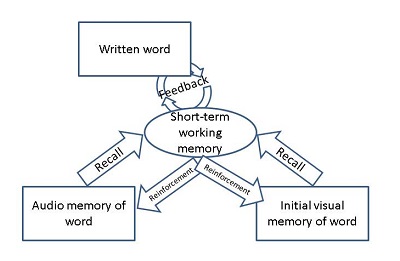 Written word
Feedback
Short-term
working
memory
Recall
Recall
Reinforcement
Reinforcement
Audio memory of
word
Initial visual
memory of word